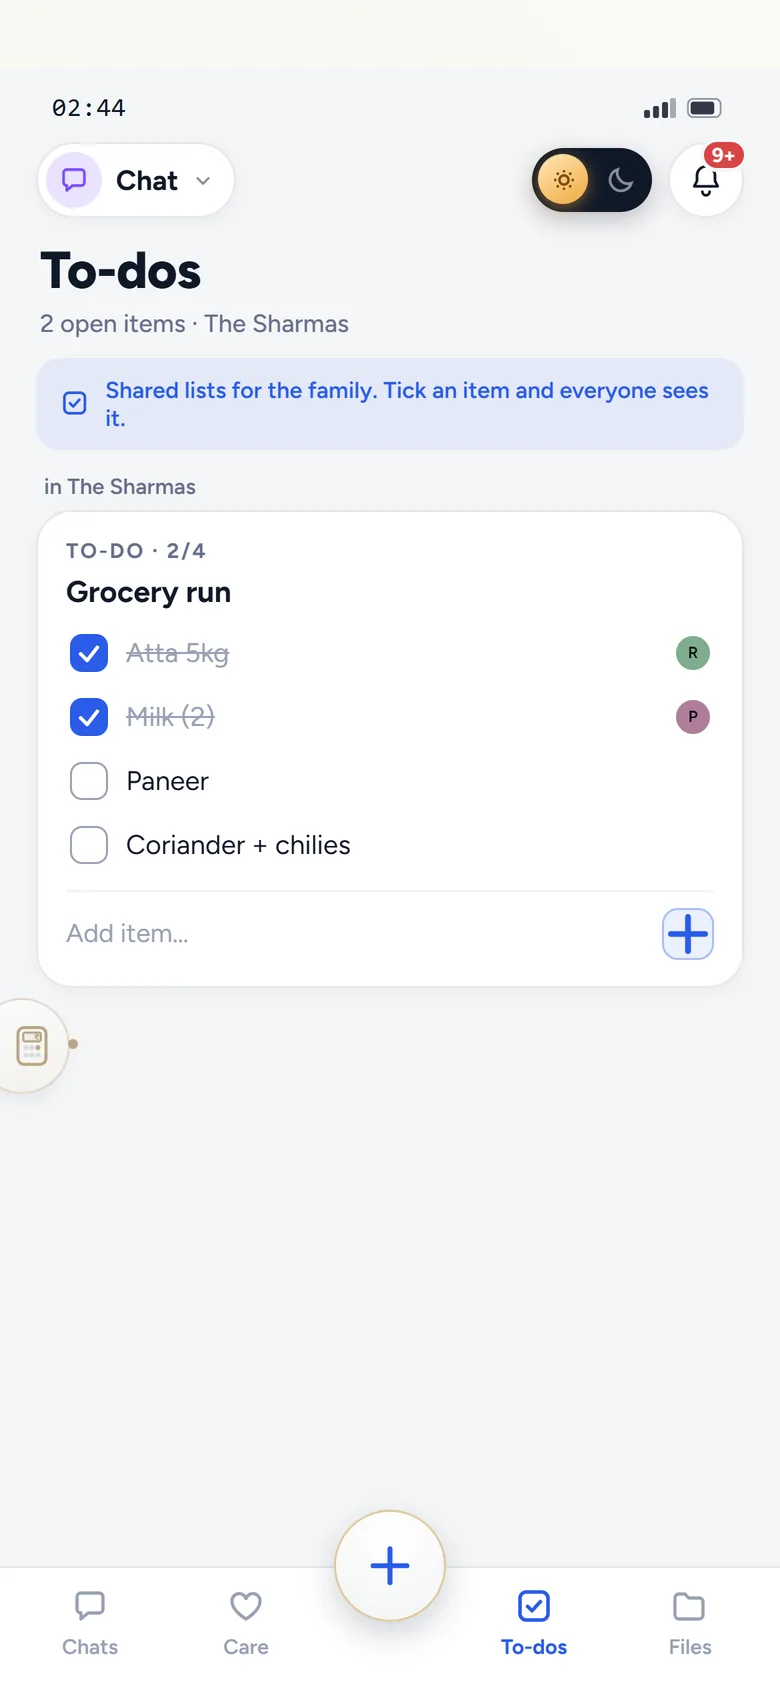 02:44
Chat
9+
To-dos
2 open items · The Sharmas
Shared lists for the family. Tick an item and everyone sees
it.
in The Sharmas
TO-DO · 2/4
Grocery run
Atta 5kg
R
Milk (2)
P
Paneer
Coriander + chilies
Add item...
Chats
Care
To-dos
Files